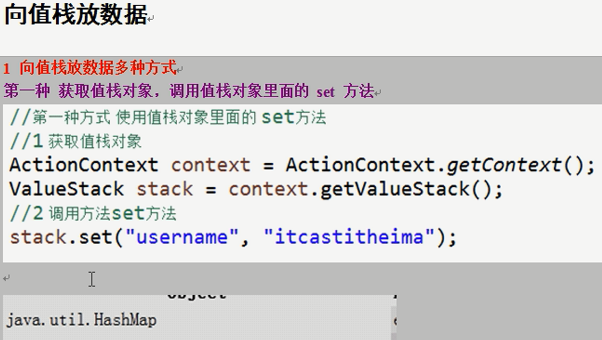 向值栈放数据
1 向值栈放数据多种方式
第一种 获取值栈对象，调用值栈对象里面的 set 方法
//第一种方式 使用值栈对象里面的 set方法
//1 获取值栈对象
ActionContext context = ActionContext.getContext();
ValueStack stack = context.getValueStack();
//2 调用方法set方法
stack.set("username", "itcastitheima");
Object
java.util.HashMap